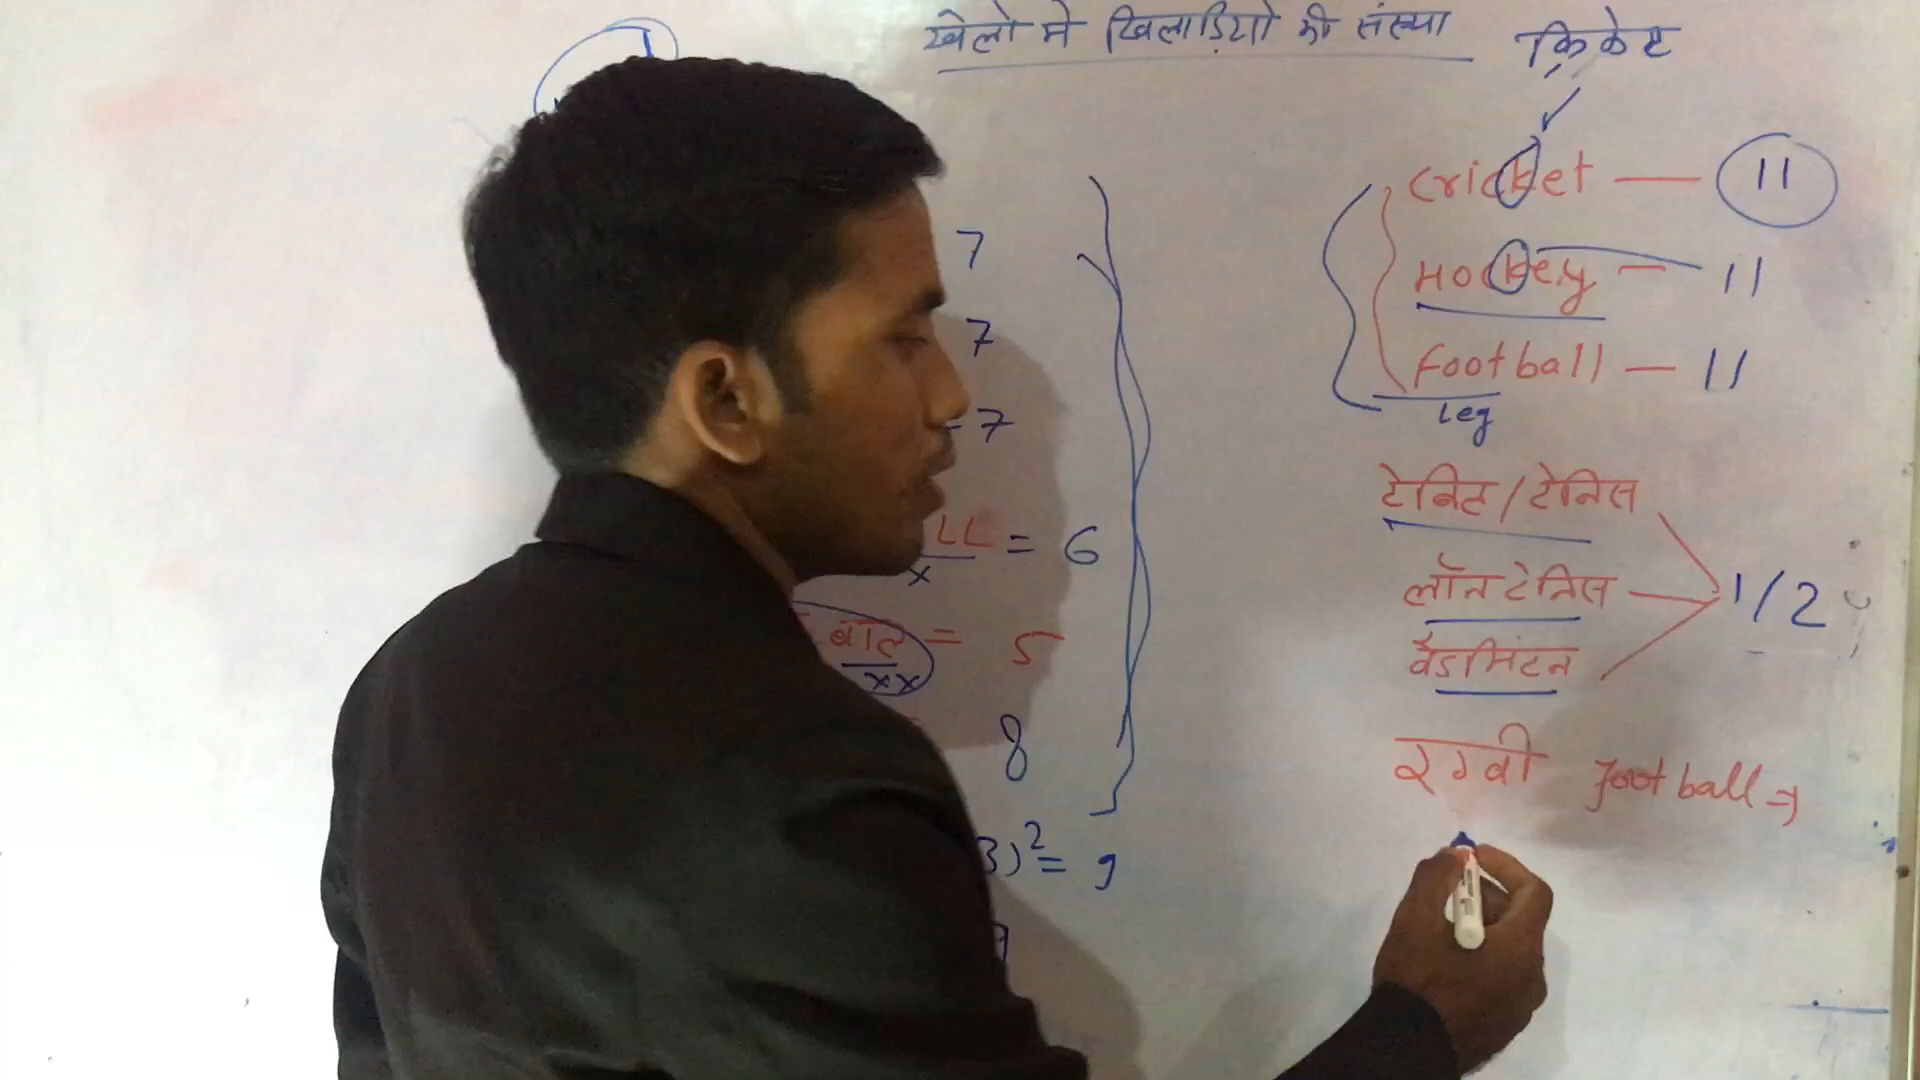 खेलो मे खिलाडियो की संख्या
क्रिकेट
cricket — 11
Hockey — 11
football — 11
leg
टेबिट/टेनिस
लॉन टेनिस
बैडमिंटन
1/2
रग्वी football ⇒
7
7
= 7
LL = 6
x
बाल = 5
xx
8
3)² = 9